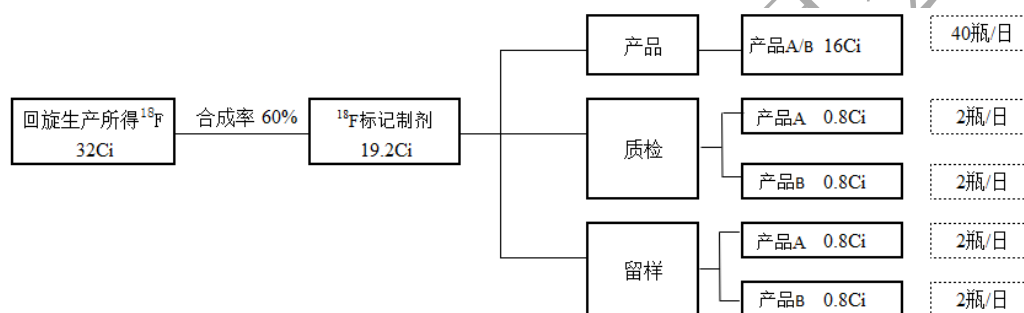 产品
产品A/B 16Ci
40瓶/日
回旋生产所得¹⁸F
32Ci
合成率 60%
¹⁸F标记制剂
19.2Ci
质检
产品A 0.8Ci
2瓶/日
产品B 0.8Ci
2瓶/日
留样
产品A 0.8Ci
2瓶/日
产品B 0.8Ci
2瓶/日